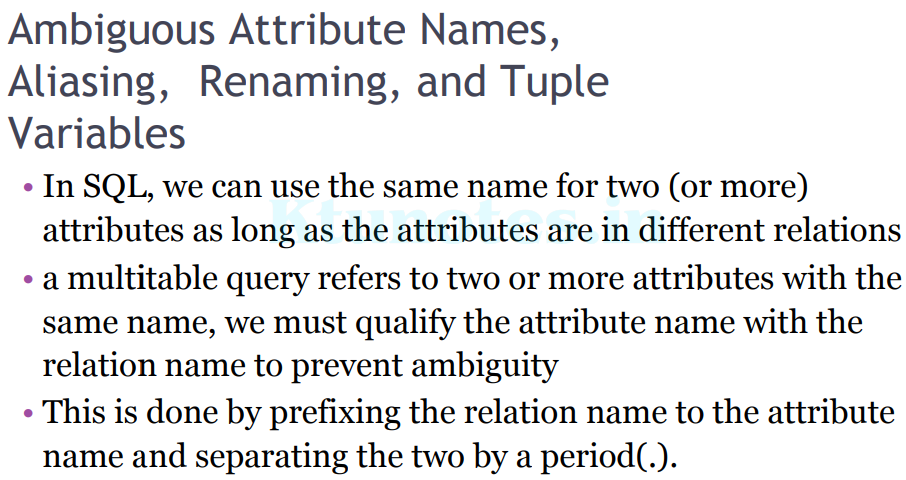 Ambiguous Attribute Names,
Aliasing, Renaming, and Tuple
Variables
• In SQL, we can use the same name for two (or more)
attributes as long as the attributes are in different relations
• a multitable query refers to two or more attributes with the
same name, we must qualify the attribute name with the
relation name to prevent ambiguity
• This is done by prefixing the relation name to the attribute
name and separating the two by a period(.).
Ktunotes.in